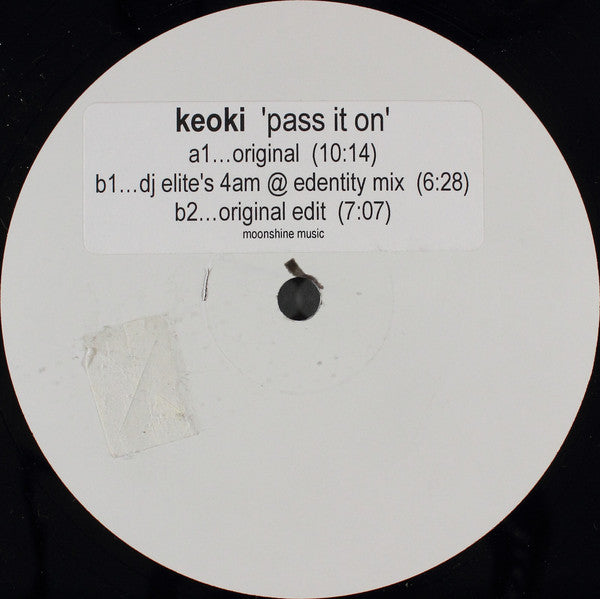 keoki 'pass it on'
a1...original (10:14)
b1...dj elite's 4am @ edentity mix (6:28)
b2...original edit (7:07)
moonshine music